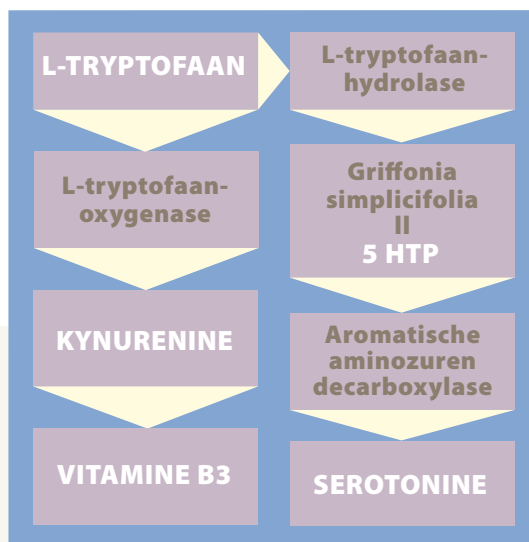 L-TRYPTOFAAN
L-tryptofaan-
oxygenase
KYNURENINE
VITAMINE B3
L-tryptofaan-
hydrolase
Griffonia
simplicifolia
II
5 HTP
Aromatische
aminozuren
decarboxylase
SEROTONINE